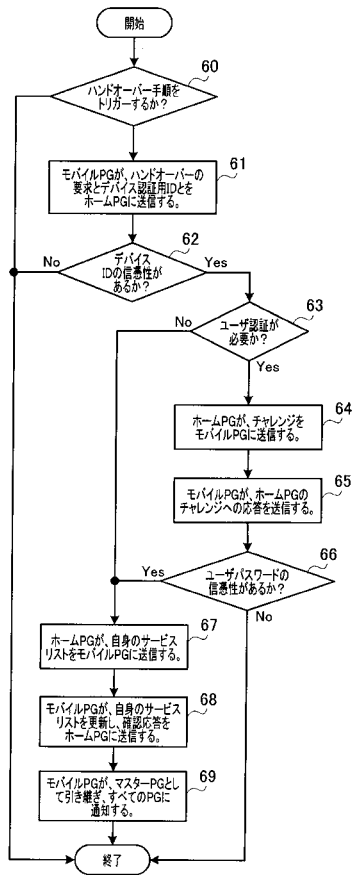 開始
60
ハンドオーバー手順を
トリガーするか?
61
モバイルPGが、ハンドオーバーの
要求とデバイス認証用IDとを
ホームPGに送信する。
62
No
デバイス
IDの信憑性が
あるか?
Yes
63
No
ユーザ認証が
必要か?
Yes
64
ホームPGが、チャレンジを
モバイルPGに送信する。
65
モバイルPGが、ホームPGの
チャレンジへの応答を送信する。
66
Yes
ユーザパスワードの
信憑性があるか?
No
67
ホームPGが、自身のサービス
リストをモバイルPGに送信する。
68
モバイルPGが、自身のサービス
リストを更新し、確認応答を
ホームPGに送信する。
69
モバイルPGが、マスターPGとし
て引き継ぎ、すべてのPGに
通知する。
終了